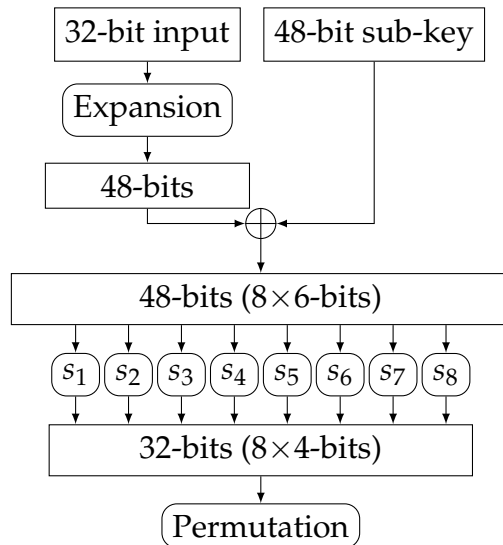 32-bit input
48-bit sub-key
Expansion
48-bits
48-bits (8×6-bits)
s1 s2 s3 s4 s5 s6 s7 s8
32-bits (8×4-bits)
Permutation